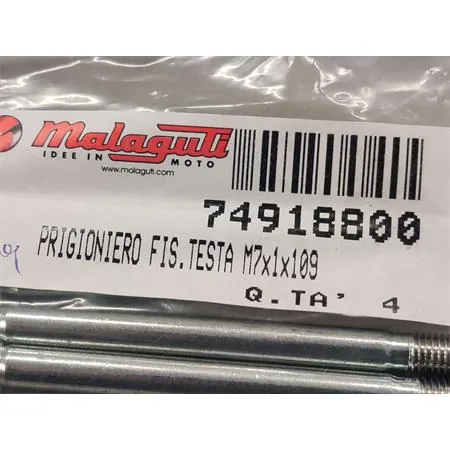 Malaguti
IDEE IN MOTO
www.malaguti.com
74918800
PRIGIONIERO FIS.TESTA M7x1x109
Q.TA' 4